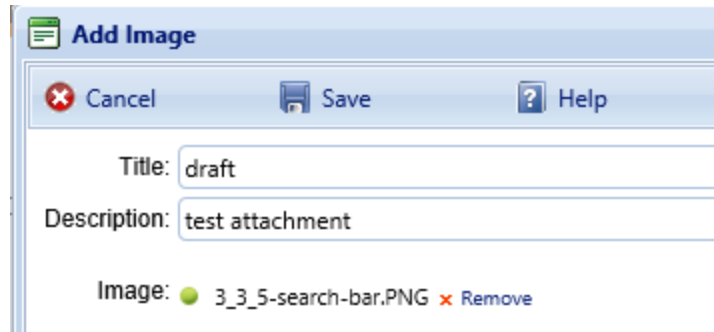 Add Image
Cancel Save Help
Title: draft
Description: test attachment
Image: 3_3_5-search-bar.PNG Remove